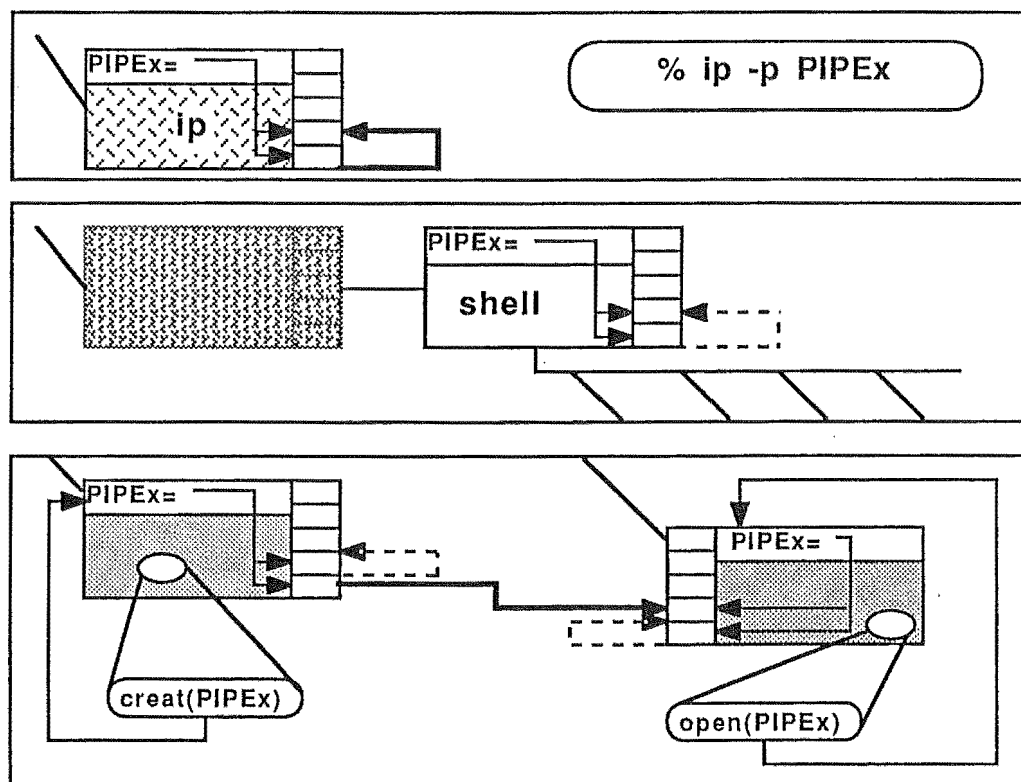 PIPEx=
% ip -p PIPEx
ip
PIPEx=
shell
PIPEx=
PIPEx=
creat(PIPEx)
open(PIPEx)